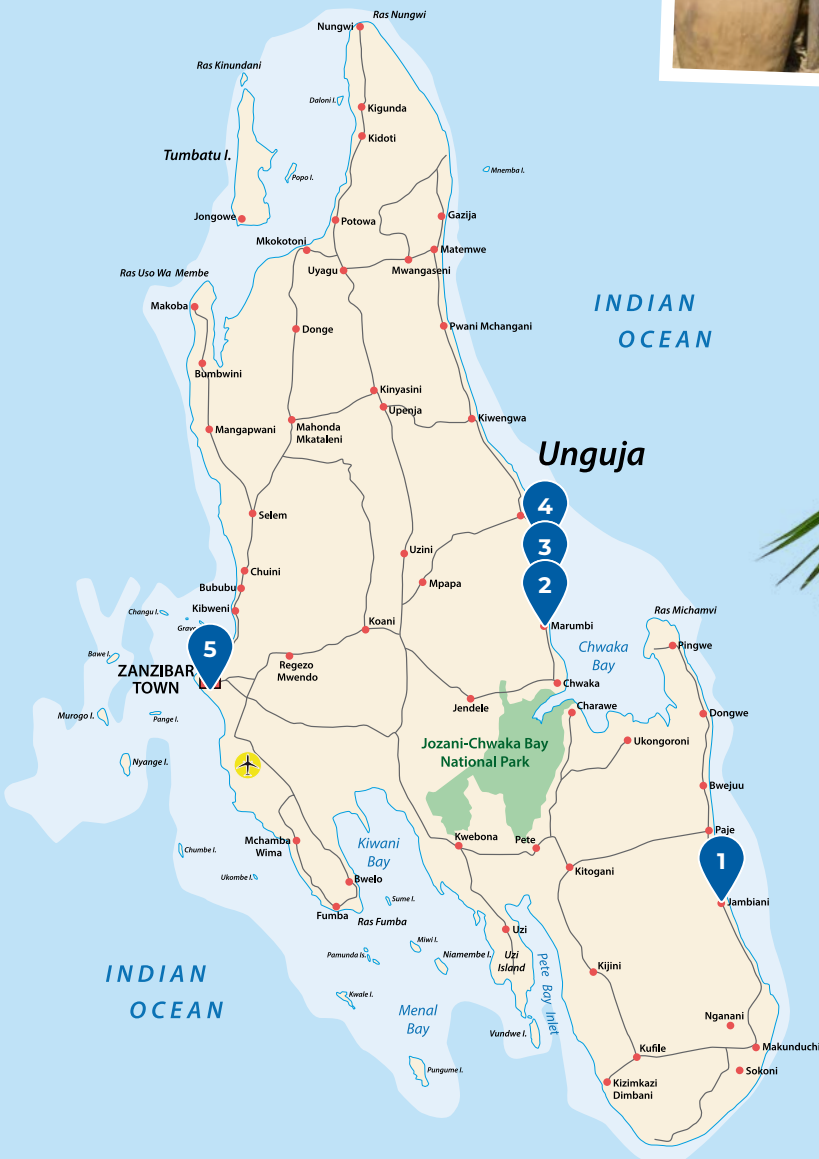 Ras Nungwi
Nungwi
Ras Kinundani
Daloni I.
Kigunda
Kidoti
Tumbatu I.
Popo I.
Mnemba I.
Jongowe
Potowa
Gazija
Mkokotoni
Matemwe
Uyagu
Mwangaseni
Ras Uso Wa Membe
Makoba
INDIAN
OCEAN
Donge
Pwani Mchangani
Bumbwini
Kinyasini
Upenja
Kiwengwa
Mangapwani
Mahonda
Mkataleni
Unguja
4
Selem
3
Uzini
Chuini
Mpapa
2
Bububu
Kibweni
Changu I.
Ras Michamvi
Koani
Marumbi
5
Chwaka
Bay
Pingwe
Bawe I.
ZANZIBAR
TOWN
Regezo
Mwendo
Chwaka
Jendele
Charawe
Murogo I.
Pange I.
Dongwe
Jozani-Chwaka Bay
National Park
Ukongoroni
Nyange I.
Bwejuu
Paje
Mchamba
Wima
Kiwani
Bay
Kwebona
Pete
Chumbe I.
1
Kitogani
Ukombe I.
Bwelo
Sume I.
Jambiani
Fumba
Ras Fumba
Uzi
Miwi I.
Pamunda Is.
Niamembe I.
Uzi
Island
Pete Bay Inlet
Kijini
INDIAN
OCEAN
Kwale I.
Menal
Bay
Nganani
Vundwe I.
Kufile
Makunduchi
Pungume I.
Sokoni
Kizimkazi
Dimbani